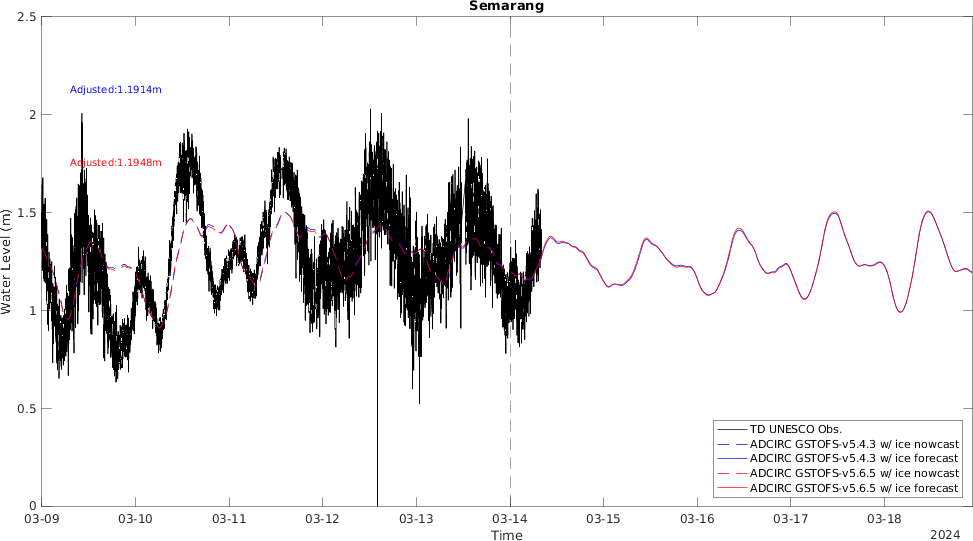 Semarang
2.5
2
1.5
1
0.5
0
Water Level (m)
Adjusted:1.1914m
Adjusted:1.1948m
TD UNESCO Obs.
ADCIRC GSTOFS-v5.4.3 w/ ice nowcast
ADCIRC GSTOFS-v5.4.3 w/ ice forecast
ADCIRC GSTOFS-v5.6.5 w/ ice nowcast
ADCIRC GSTOFS-v5.6.5 w/ ice forecast
03-09 03-10 03-11 03-12 03-13 03-14 03-15 03-16 03-17 03-18
Time
2024